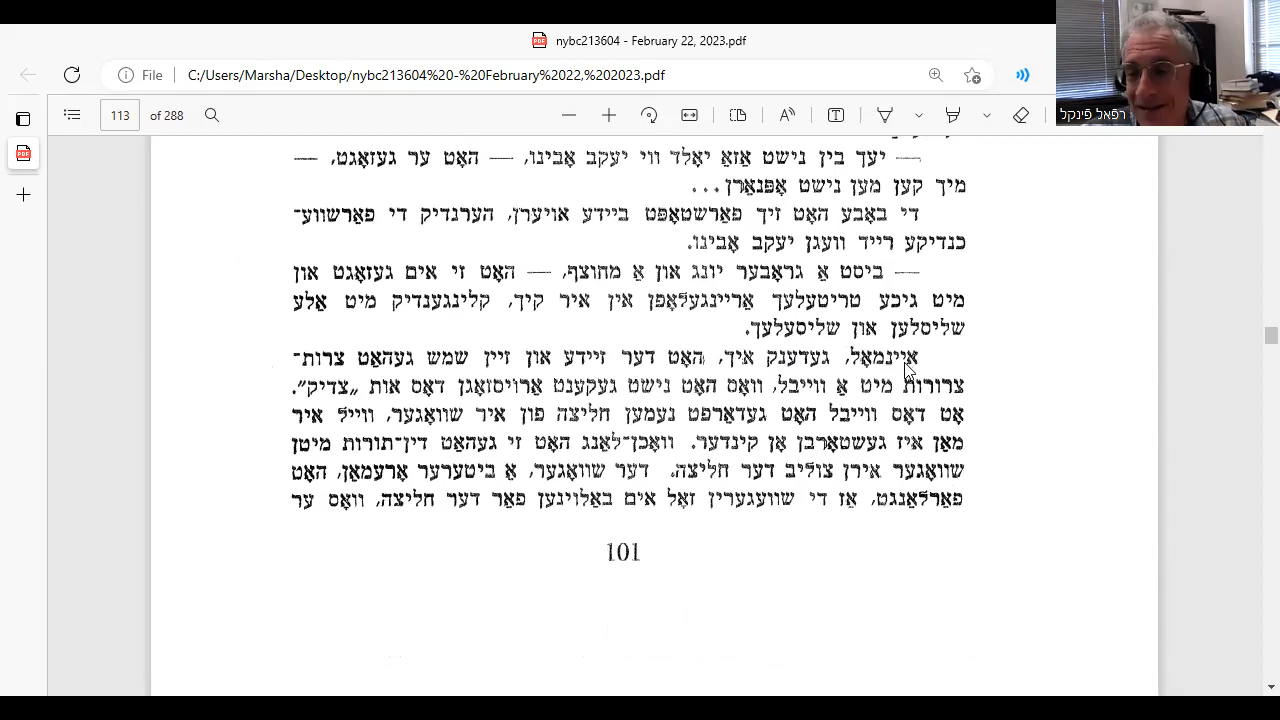 nybc213604 - February 22, 2023.pdf
File C:/Users/Marsha/Desktop/nybc213604%20-%20February%2022,%202023.pdf
113 of 288
רפֿאל פֿינקל
— יעך בין נישט אַזאַ יאָלד ווי יעקב אָבינו, — האָט ער געזאָגט, —
מיך קען מען נישט אָפּנאַרן...
די באָבע האָט זיך פאַרשטאָפּט ביידע אויערן, הערנדיק די פאַרשווע־
כנדיקע רייד וועגן יעקב אָבינו.
— ביסט אַ גראָבער יונג און אַ מחוצף, — האָט זי אים געזאָגט און
מיט גיכע טריטעלעך אַריינגעלאָפן אין איר קיך, קלינגענדיק מיט אַלע
שליסלען און שליסעלעך.
איינמאָל, געדענק איך, האָט דער זיידע און זיין שמש געהאַט צרות־
צרורות מיט אַ ווייבל, וואָס האָט נישט געקענט אַרויסזאָגן דאָס אות „צדיק”.
אָט דאָס ווייבל האָט געדאַרפט נעמען חליצה פון איר שוואָגער, ווייל איר
מאַן איז געשטאָרבן אָן קינדער. וואָכן־לאַנג האָט זי געהאַט דין־תורות מיטן
שוואָגער אירן צוליב דער חליצה. דער שוואָגער, אַ ביטערער אָרעמאַן, האָט
פאַרלאַנגט, אַז די שוועגערין זאָל אים באַלוינען פאַר דער חליצה, וואָס ער
101